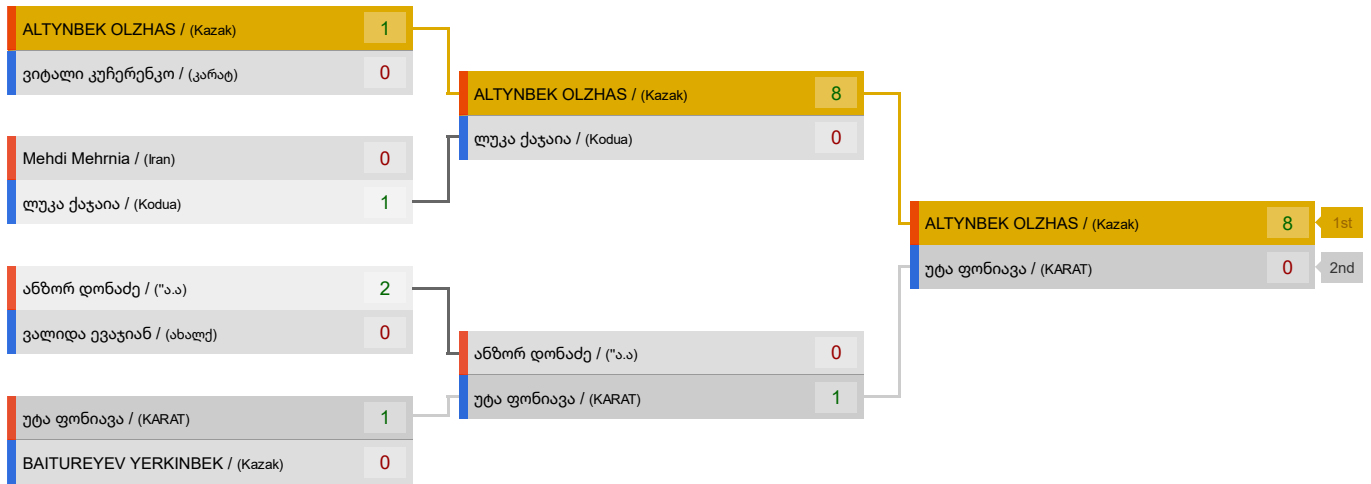 ALTYNBEK OLZHAS / (Kazak) 1
ვიტალი კუჩერენკო / (კარატ) 0
Mehdi Mehrnia / (Iran) 0
ლუკა ქაჯაია / (Kodua) 1
ანზორ დონაძე / ("ა.ა) 2
ვალიდა ევაჯიან / (ახალქ) 0
უტა ფონიავა / (KARAT) 1
BAITUREYEV YERKINBEK / (Kazak) 0
ALTYNBEK OLZHAS / (Kazak) 8
ლუკა ქაჯაია / (Kodua) 0
ანზორ დონაძე / ("ა.ა) 0
უტა ფონიავა / (KARAT) 1
ALTYNBEK OLZHAS / (Kazak) 8 1st
უტა ფონიავა / (KARAT) 0 2nd